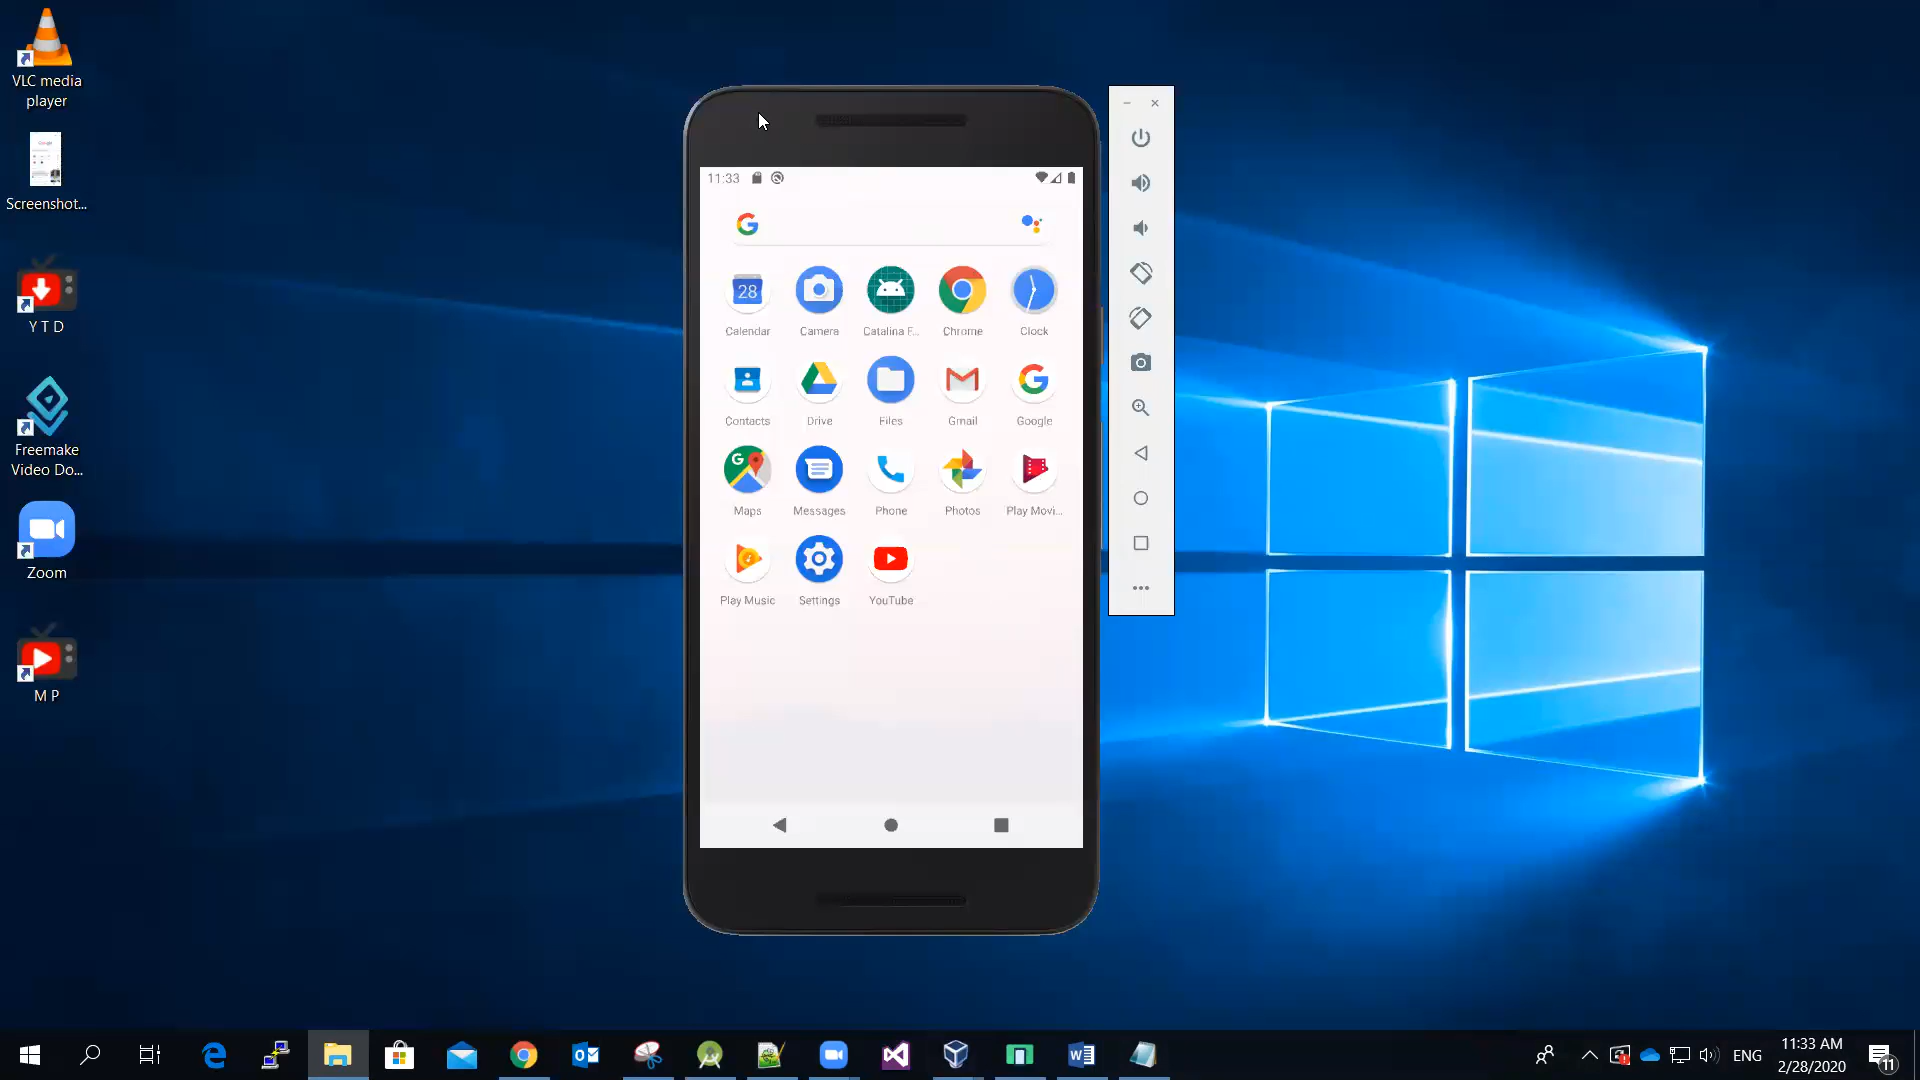 VLC media
player
Screenshot...
Y T D
Freemake
Video Do...
Zoom
M P
11:33
28
Calendar
Camera
Catalina F...
Chrome
Clock
Contacts
Drive
Files
Gmail
Google
Maps
Messages
Phone
Photos
Play Movi...
Play Music
Settings
YouTube
ENG
11:33 AM
2/28/2020
11